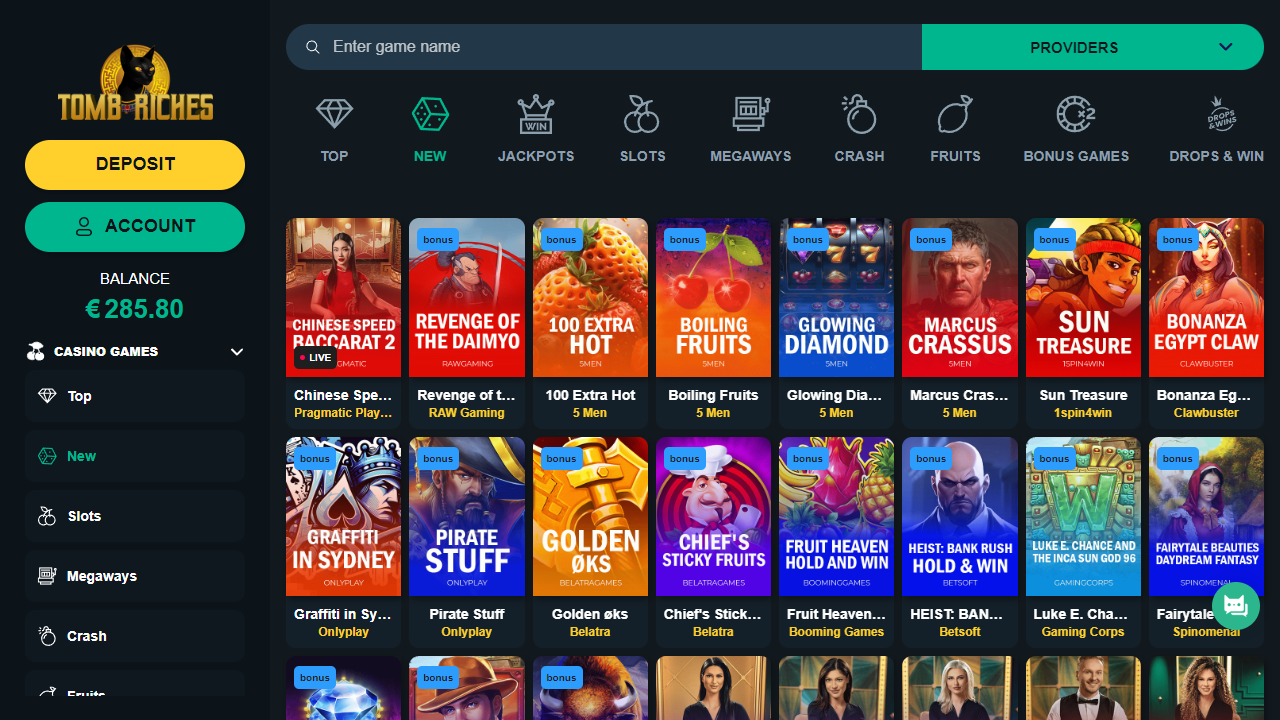 TOMB RICHES
DEPOSIT
ACCOUNT
BALANCE
€ 285.80
CASINO GAMES
Top
New
Slots
Megaways
Crash
Fruits
Enter game name
PROVIDERS
TOP
NEW
WIN
JACKPOTS
SLOTS
MEGAWAYS
CRASH
FRUITS
×2
BONUS GAMES
DROPS & WINS
DROPS & WIN
CHINESE SPEED
BACCARAT 2
GMATIC
LIVE
Chinese Spe...
Pragmatic Play...
bonus
REVENGE OF
THE DAIMYO
RAWGAMING
Revenge of t...
RAW Gaming
bonus
100 EXTRA
HOT
5MEN
100 Extra Hot
5 Men
bonus
BOILING
FRUITS
5MEN
Boiling Fruits
5 Men
bonus
GLOWING
DIAMOND
5MEN
Glowing Dia...
5 Men
bonus
MARCUS
CRASSUS
5MEN
Marcus Cras...
5 Men
bonus
SUN
TREASURE
1SPIN4WIN
Sun Treasure
1spin4win
bonus
BONANZA
EGYPT CLAW
CLAWBUSTER
Bonanza Eg...
Clawbuster
bonus
GRAFFITI
IN SYDNEY
ONLYPLAY
Graffiti in Sy...
Onlyplay
bonus
PIRATE
STUFF
ONLYPLAY
Pirate Stuff
Onlyplay
bonus
GOLDEN
ØKS
BELATRAGAMES
Golden øks
Belatra
bonus
CHIEF'S
STICKY FRUITS
BELATRAGAMES
Chief's Stick...
Belatra
bonus
FRUIT HEAVEN
HOLD AND WIN
BOOMINGGAMES
Fruit Heaven...
Booming Games
bonus
HEIST: BANK RUSH
HOLD & WIN
BETSOFT
HEIST: BAN...
Betsoft
bonus
W
LUKE E. CHANCE AND
THE INCA SUN GOD 96
GAMINGCORPS
Luke E. Cha...
Gaming Corps
bonus
FAIRYTALE BEAUTIES
DAYDREAM FANTASY
SPINOMENAL
Fairytale
Spinomenal
bonus
bonus
bonus